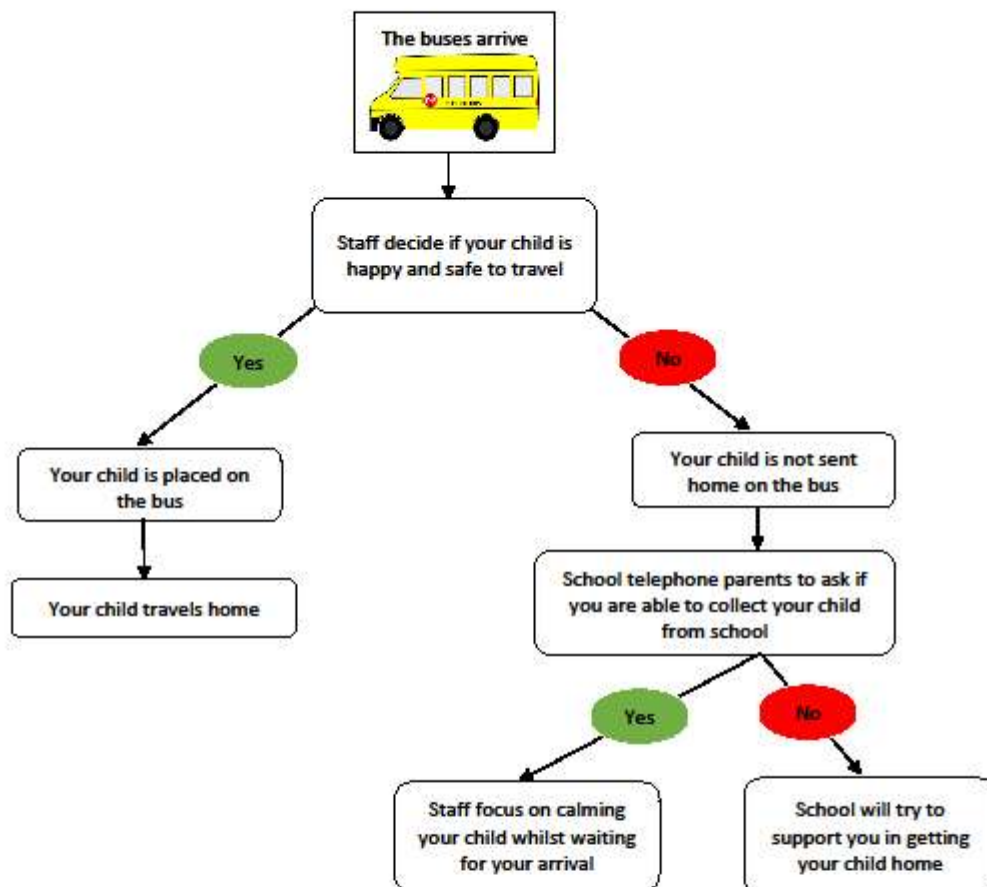 The buses arrive
Staff decide if your child is
happy and safe to travel
Yes
No
Your child is placed on
the bus
Your child is not sent
home on the bus
Your child travels home
School telephone parents to ask if
you are able to collect your child
from school
Yes
No
Staff focus on calming
your child whilst waiting
for your arrival
School will try to
support you in getting
your child home